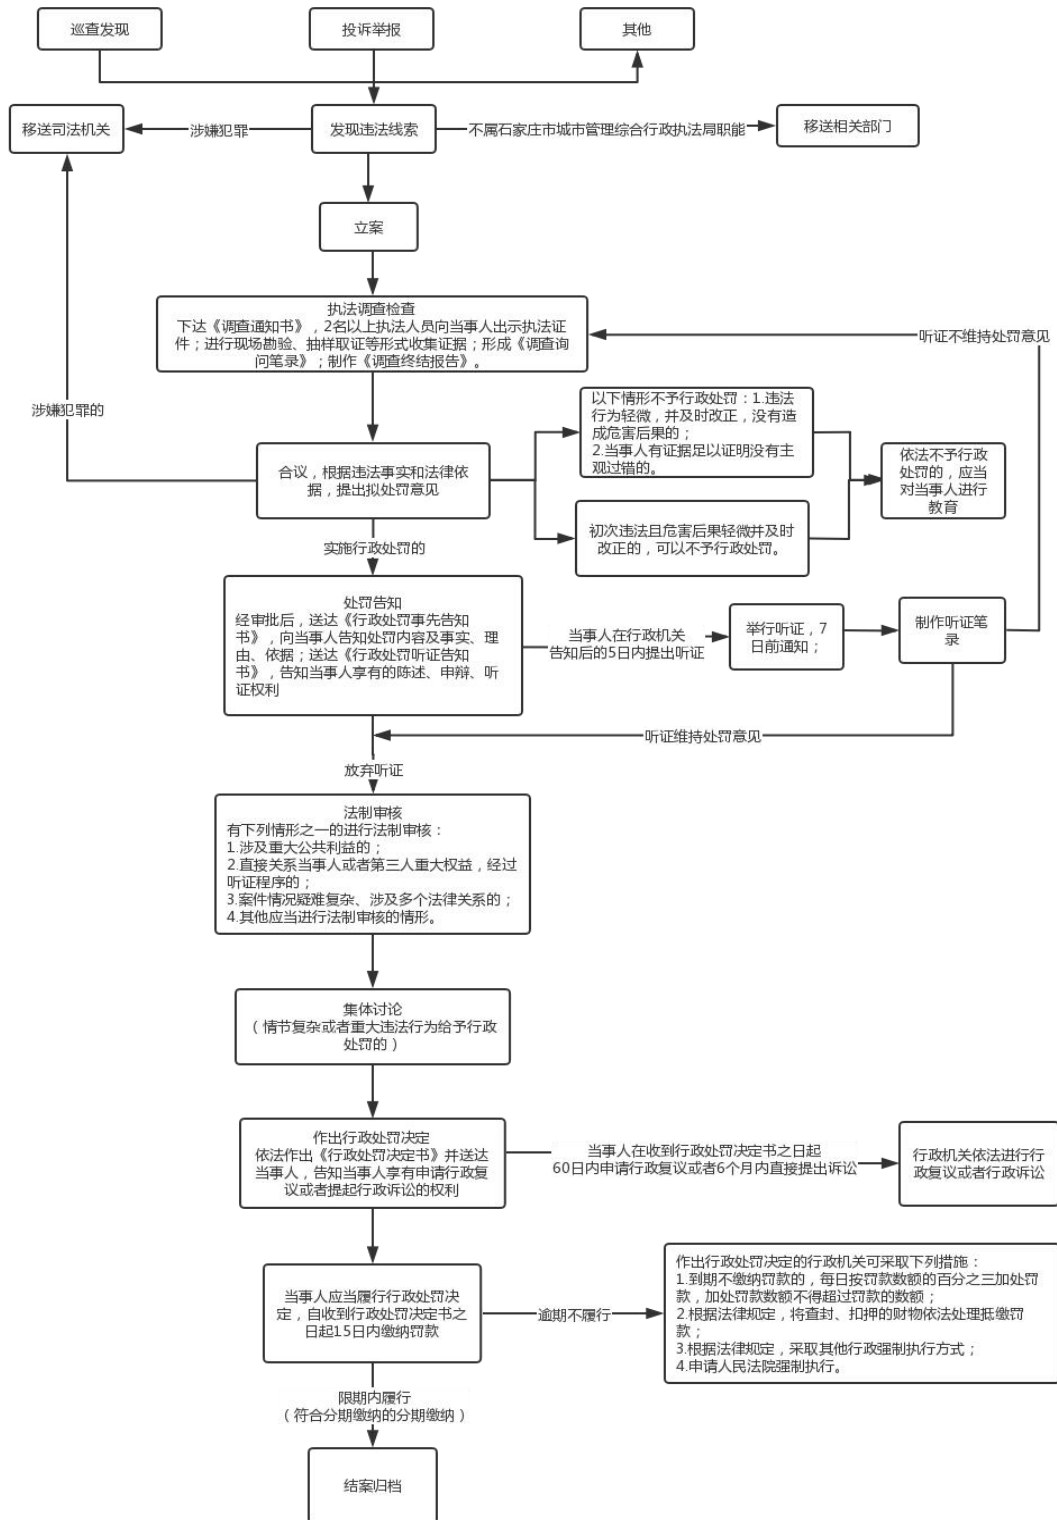 巡查发现
投诉举报
其他
移送司法机关
涉嫌犯罪
发现违法线索
不属石家庄市城市管理综合行政执法局职能
移送相关部门
立案
执法调查检查
下达《调查通知书》，2名以上执法人员向当事人出示执法证
件；进行现场勘验、抽样取证等形式收集证据；形成《调查询
问笔录》；制作《调查终结报告》。
听证不维持处罚意见
涉嫌犯罪的
合议，根据违法事实和法律依
据，提出拟处罚意见
以下情形不予行政处罚：1.违法
行为轻微，并及时改正，没有造
成危害后果的；
2.当事人有证据足以证明没有主
观过错的。
初次违法且危害后果轻微并及时
改正的，可以不予行政处罚。
依法不予行政
处罚的，应当
对当事人进行
教育
实施行政处罚的
处罚告知
经审批后，送达《行政处罚事先告知
书》，向当事人告知处罚内容及事实、理
由、依据；送达《行政处罚听证告知
书》，告知当事人享有的陈述、申辩、听
证权利
当事人在行政机关
告知后的5日内提出听证
举行听证，7
日前通知；
制作听证笔
录
听证维持处罚意见
放弃听证
法制审核
有下列情形之一的进行法制审核：
1.涉及重大公共利益的；
2.直接关系当事人或者第三人重大权益，经过
听证程序的；
3.案件情况疑难复杂、涉及多个法律关系的；
4.其他应当进行法制审核的情形。
集体讨论
（情节复杂或者重大违法行为给予行政
处罚的）
作出行政处罚决定
依法作出《行政处罚决定书》并送达
当事人，告知当事人享有申请行政复
议或者提起行政诉讼的权利
当事人在收到行政处罚决定书之日起
60日内申请行政复议或者6个月内直接提出诉讼
行政机关依法进行行
政复议或者行政诉讼
当事人应当履行行政处罚决
定，自收到行政处罚决定书之
日起15日内缴纳罚款
逾期不履行
作出行政处罚决定的行政机关可采取下列措施：
1.到期不缴纳罚款的，每日按罚款数额的百分之三加处罚
款，加处罚款数额不得超过罚款的数额；
2.根据法律规定，将查封、扣押的财物依法处理抵缴罚
款；
3.根据法律规定，采取其他行政强制执行方式；
4.申请人民法院强制执行。
限期内履行
（符合分期缴纳的分期缴纳）
结案归档